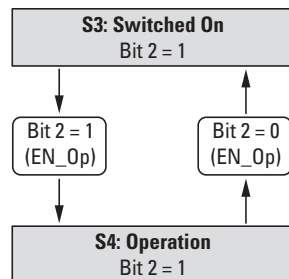 S3: Switched On
Bit 2 = 1
Bit 2 = 1
(EN_Op)
Bit 2 = 0
(EN_Op)
S4: Operation
Bit 2 = 1